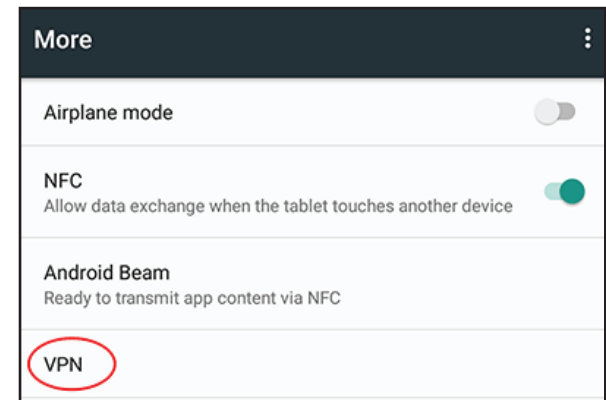 More
Airplane mode
NFC
Allow data exchange when the tablet touches another device
Android Beam
Ready to transmit app content via NFC
VPN